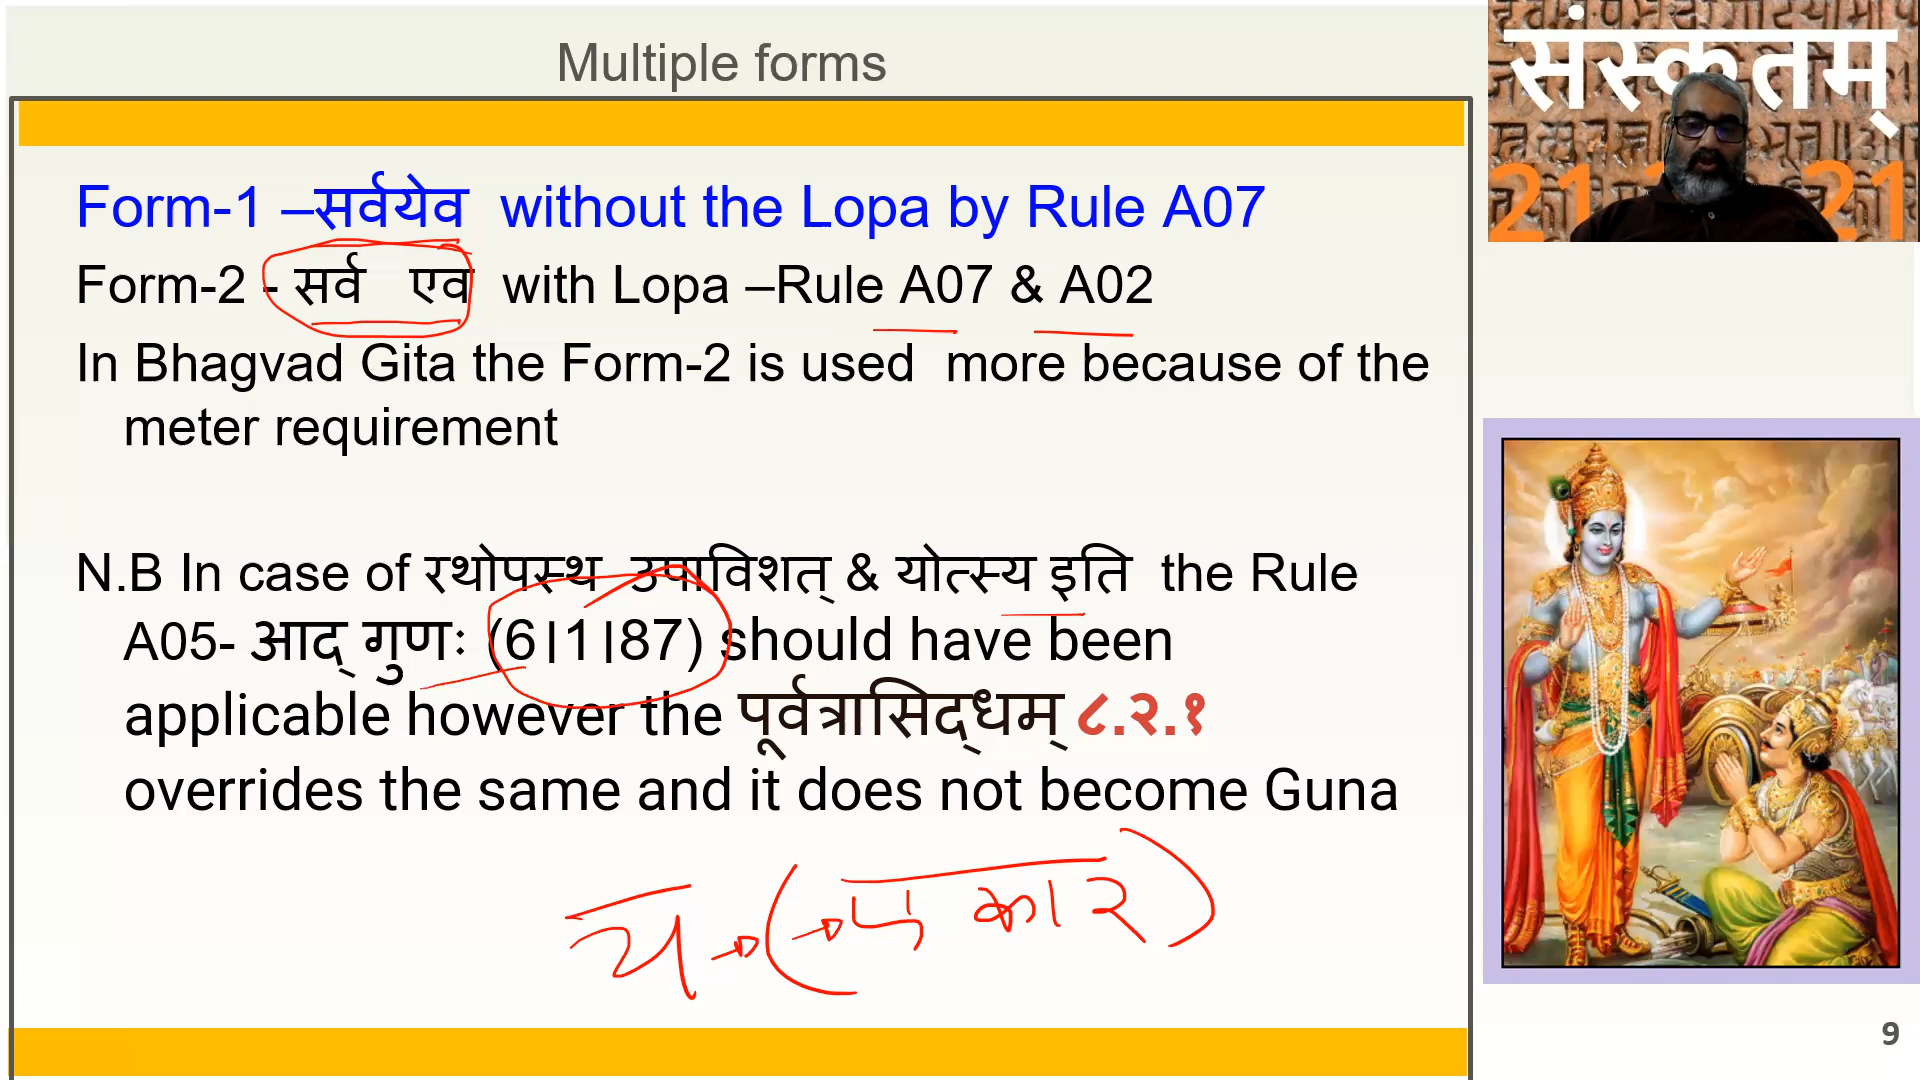 Multiple forms
Form-1 –सर्वयेव without the Lopa by Rule A07
Form-2 - सर्व एव with Lopa –Rule A07 & A02
In Bhagvad Gita the Form-2 is used more because of the
meter requirement
N.B In case of रथोपस्थ उपाविशत् & योत्स्य इति the Rule
A05- आद् गुणः (6।1।87) should have been
applicable however the पूर्वत्रासिद्धम् ८.२.१
overrides the same and it does not become Guna
संस्कृतम्
9